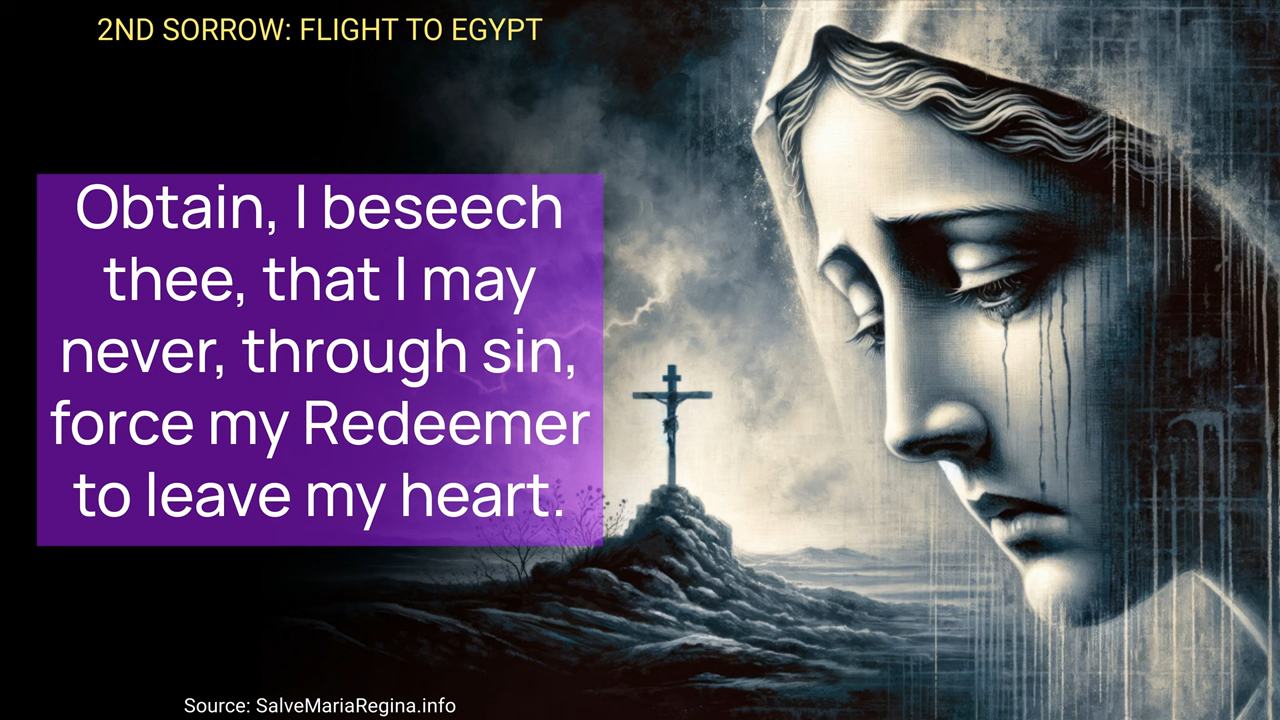 2ND SORROW: FLIGHT TO EGYPT
Obtain, I beseech
thee, that I may
never, through sin,
force my Redeemer
to leave my heart.
Source: SalveMariaRegina.info